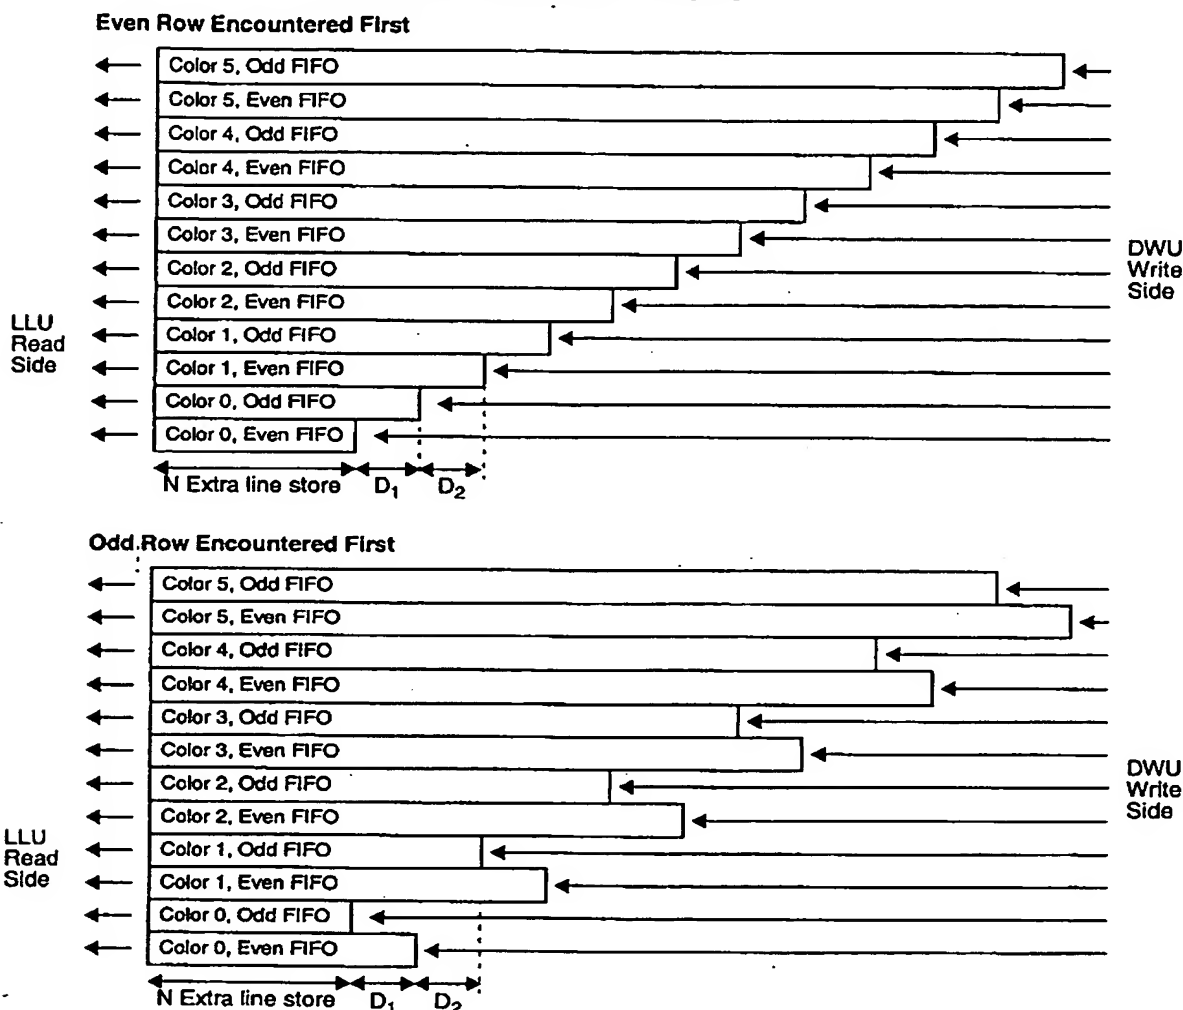 Even Row Encountered First
Color 5, Odd FIFO
Color 5, Even FIFO
Color 4, Odd FIFO
Color 4, Even FIFO
Color 3, Odd FIFO
Color 3, Even FIFO
Color 2, Odd FIFO
Color 2, Even FIFO
Color 1, Odd FIFO
Color 1, Even FIFO
Color 0, Odd FIFO
Color 0, Even FIFO
LLU
Read
Side
DWU
Write
Side
N Extra line store D₁ D₂
Odd Row Encountered First
Color 5, Odd FIFO
Color 5, Even FIFO
Color 4, Odd FIFO
Color 4, Even FIFO
Color 3, Odd FIFO
Color 3, Even FIFO
Color 2, Odd FIFO
Color 2, Even FIFO
Color 1, Odd FIFO
Color 1, Even FIFO
Color 0, Odd FIFO
Color 0, Even FIFO
LLU
Read
Side
DWU
Write
Side
N Extra line store D₁ D₂